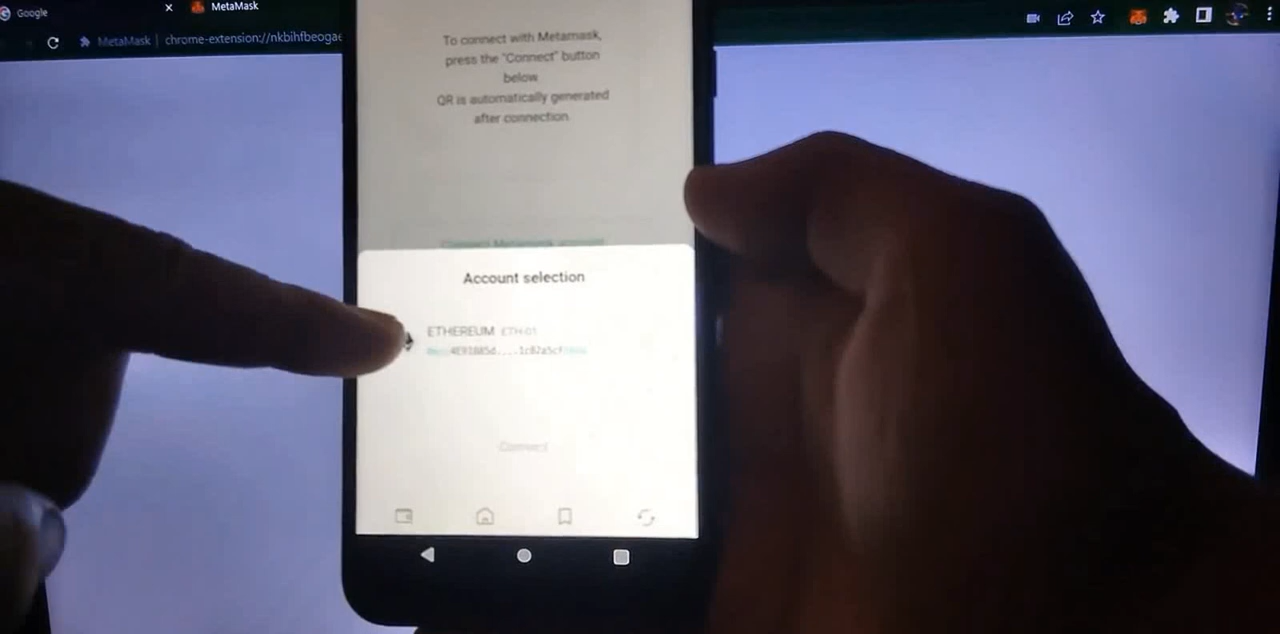 Google
MetaMask
MetaMask | chrome-extension://nkbihfbeogae
To connect with Metamask,
press the "Connect" button
below
QR is automatically generated
after connection
Connect Metamask account
Account selection
ETHEREUM ETH-01
4E91885d....1c82a5cf
Connect